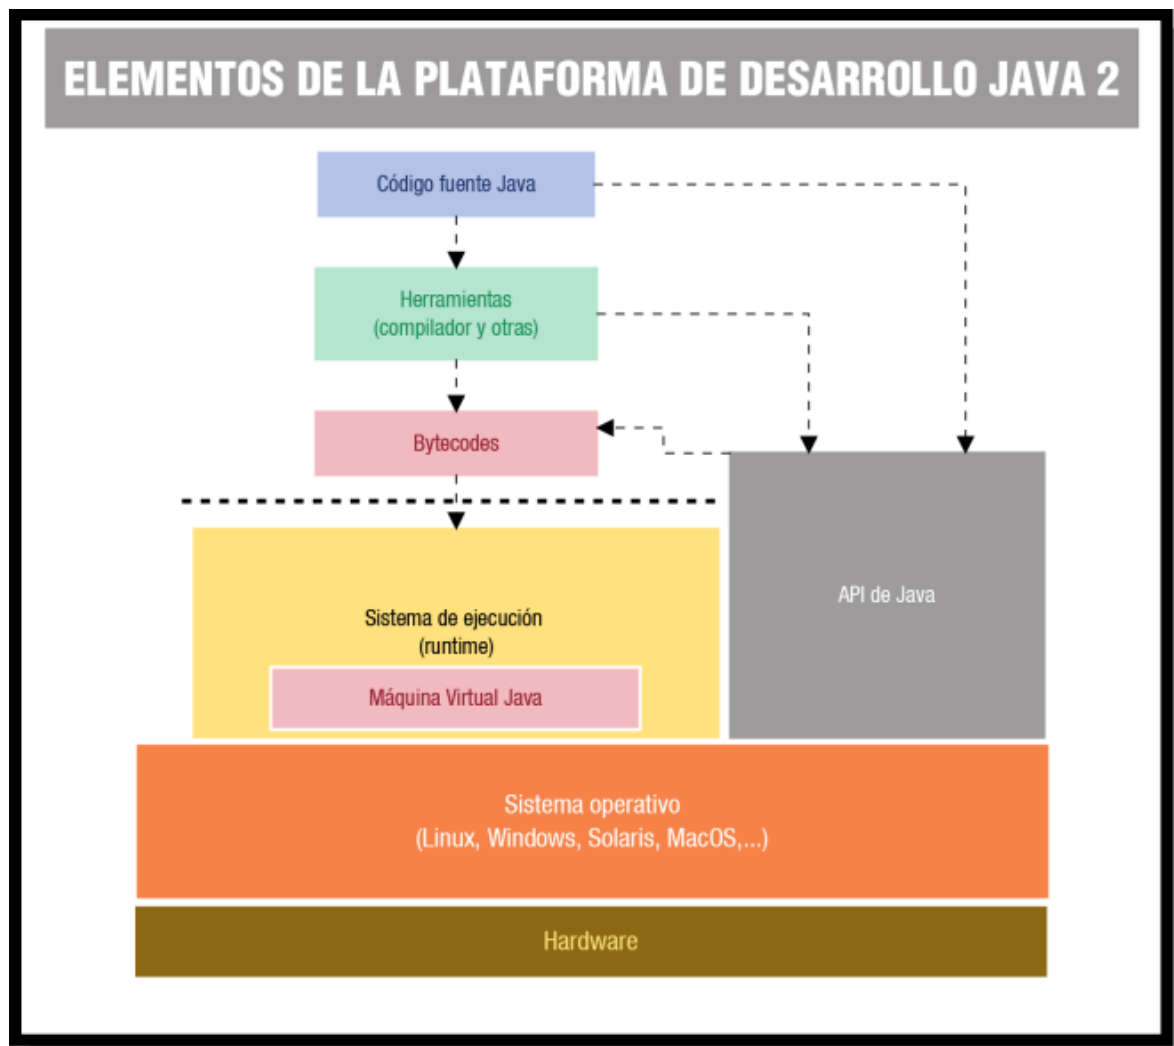 ELEMENTOS DE LA PLATAFORMA DE DESARROLLO JAVA 2
Código fuente Java
Herramientas
(compilador y otras)
Bytecodes
API de Java
Sistema de ejecución
(runtime)
Máquina Virtual Java
Sistema operativo
(Linux, Windows, Solaris, MacOS,...)
Hardware